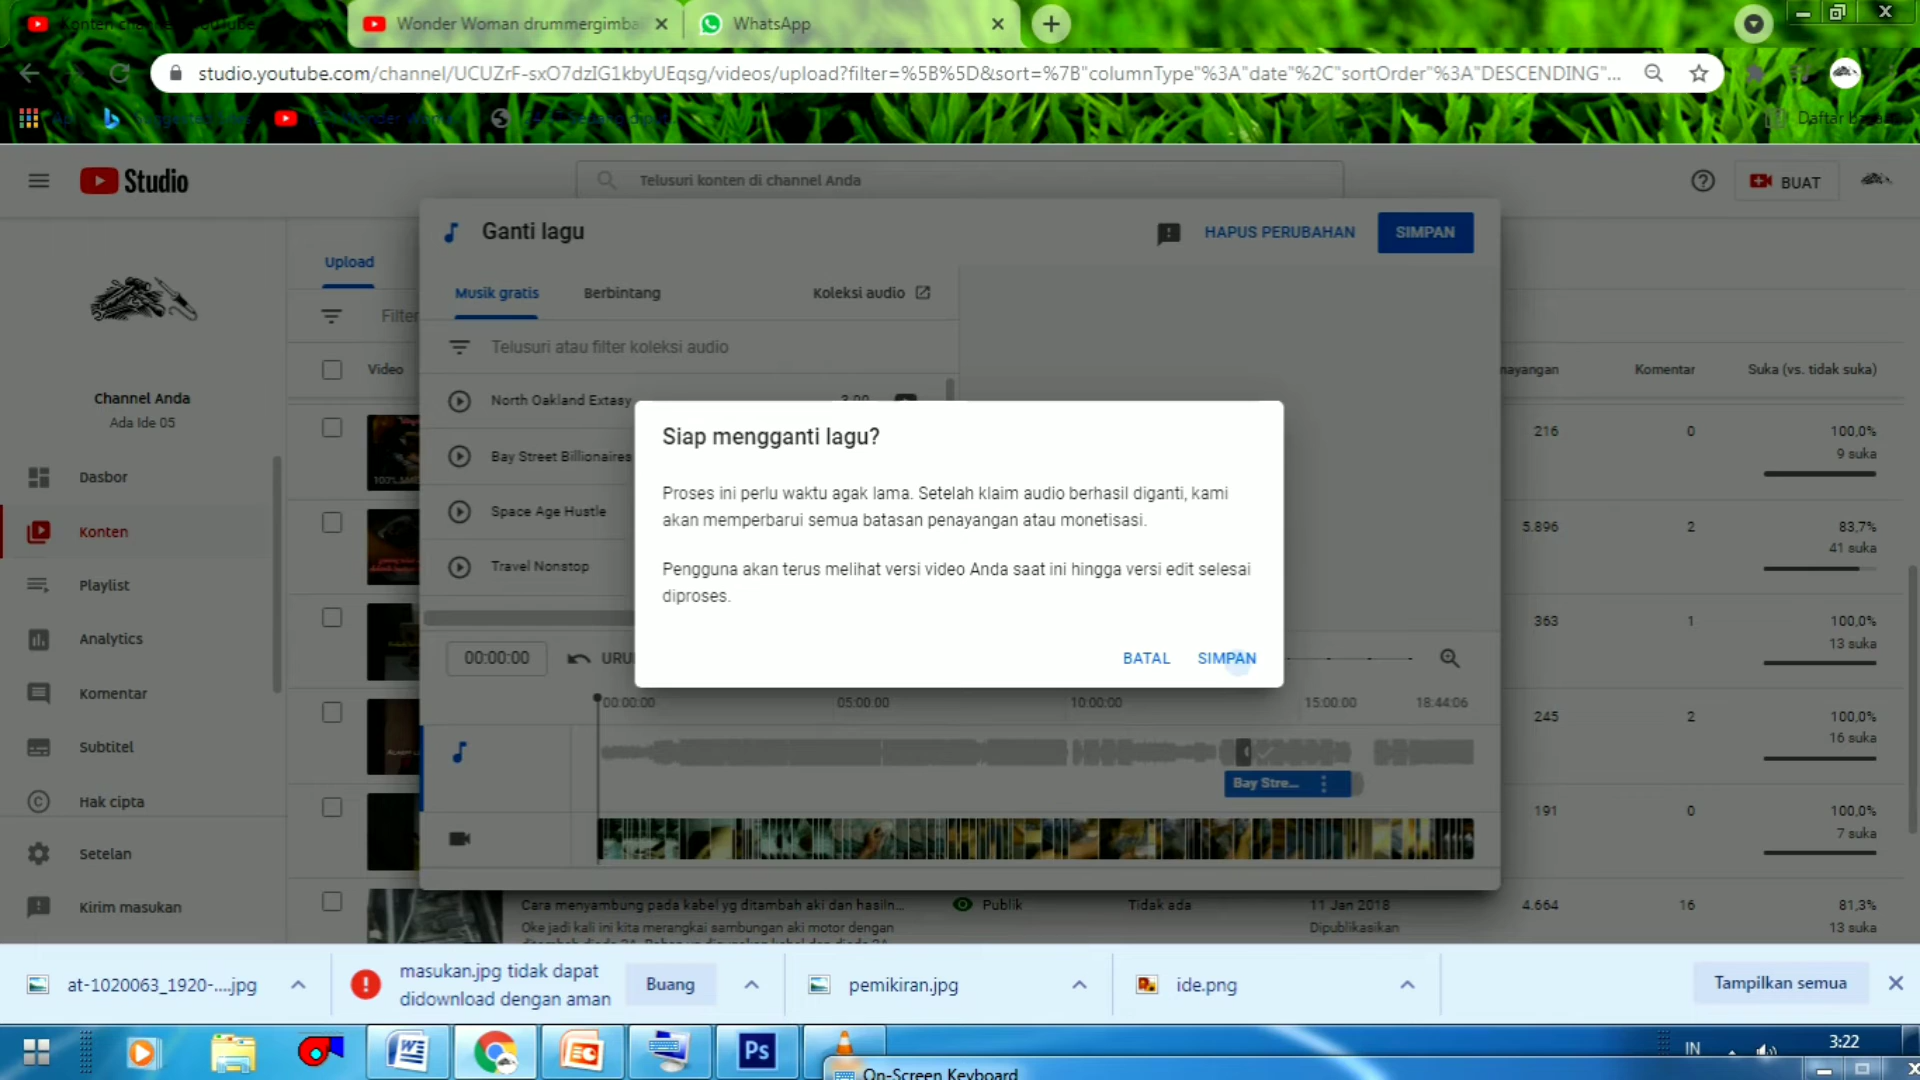 Wonder Woman drummergimba
WhatsApp
studio.youtube.com/channel/UCUZrF-sxO7dzIG1kbyUEqsg/videos/upload?filter=%5B%5D&sort=%7B"columnType"%3A"date"%2C"sortOrder"%3A"DESCENDING"...
Studio
Telusuri konten di channel Anda
BUAT
Ganti lagu
HAPUS PERUBAHAN
SIMPAN
Upload
Musik gratis
Berbintang
Koleksi audio
Filter
Telusuri atau filter koleksi audio
Video
nayangan
Komentar
Suka (vs. tidak suka)
Channel Anda
Ada Ide 05
North Oakland Extasy
Bay Street Billionaires
Space Age Hustle
Travel Nonstop
Siap mengganti lagu?
Proses ini perlu waktu agak lama. Setelah klaim audio berhasil diganti, kami
akan memperbarui semua batasan penayangan atau monetisasi.
Pengguna akan terus melihat versi video Anda saat ini hingga versi edit selesai
diproses.
BATAL
SIMPAN
216
0
100,0%
9 suka
5.896
2
83,7%
41 suka
363
1
100,0%
13 suka
245
2
100,0%
16 suka
191
0
100,0%
7 suka
Dasbor
Konten
Playlist
Analytics
Komentar
Subtitel
Hak cipta
Setelan
Kirim masukan
00:00:00
URU
00:00:00
05:00:00
10:00:00
15:00:00
18:44:06
Bay Stre...
Cara menyambung pada kabel yg ditambah aki dan hasiln...
Oke jadi kali ini kita merangkai sambungan aki motor dengan
Publik
Tidak ada
11 Jan 2018
Dipublikasikan
4.664
16
81,3%
13 suka
at-1020063_1920-....jpg
masukan.jpg tidak dapat
didownload dengan aman
Buang
pemikiran.jpg
ide.png
Tampilkan semua
Ps
IN
3:22
On-Screen Keyboard